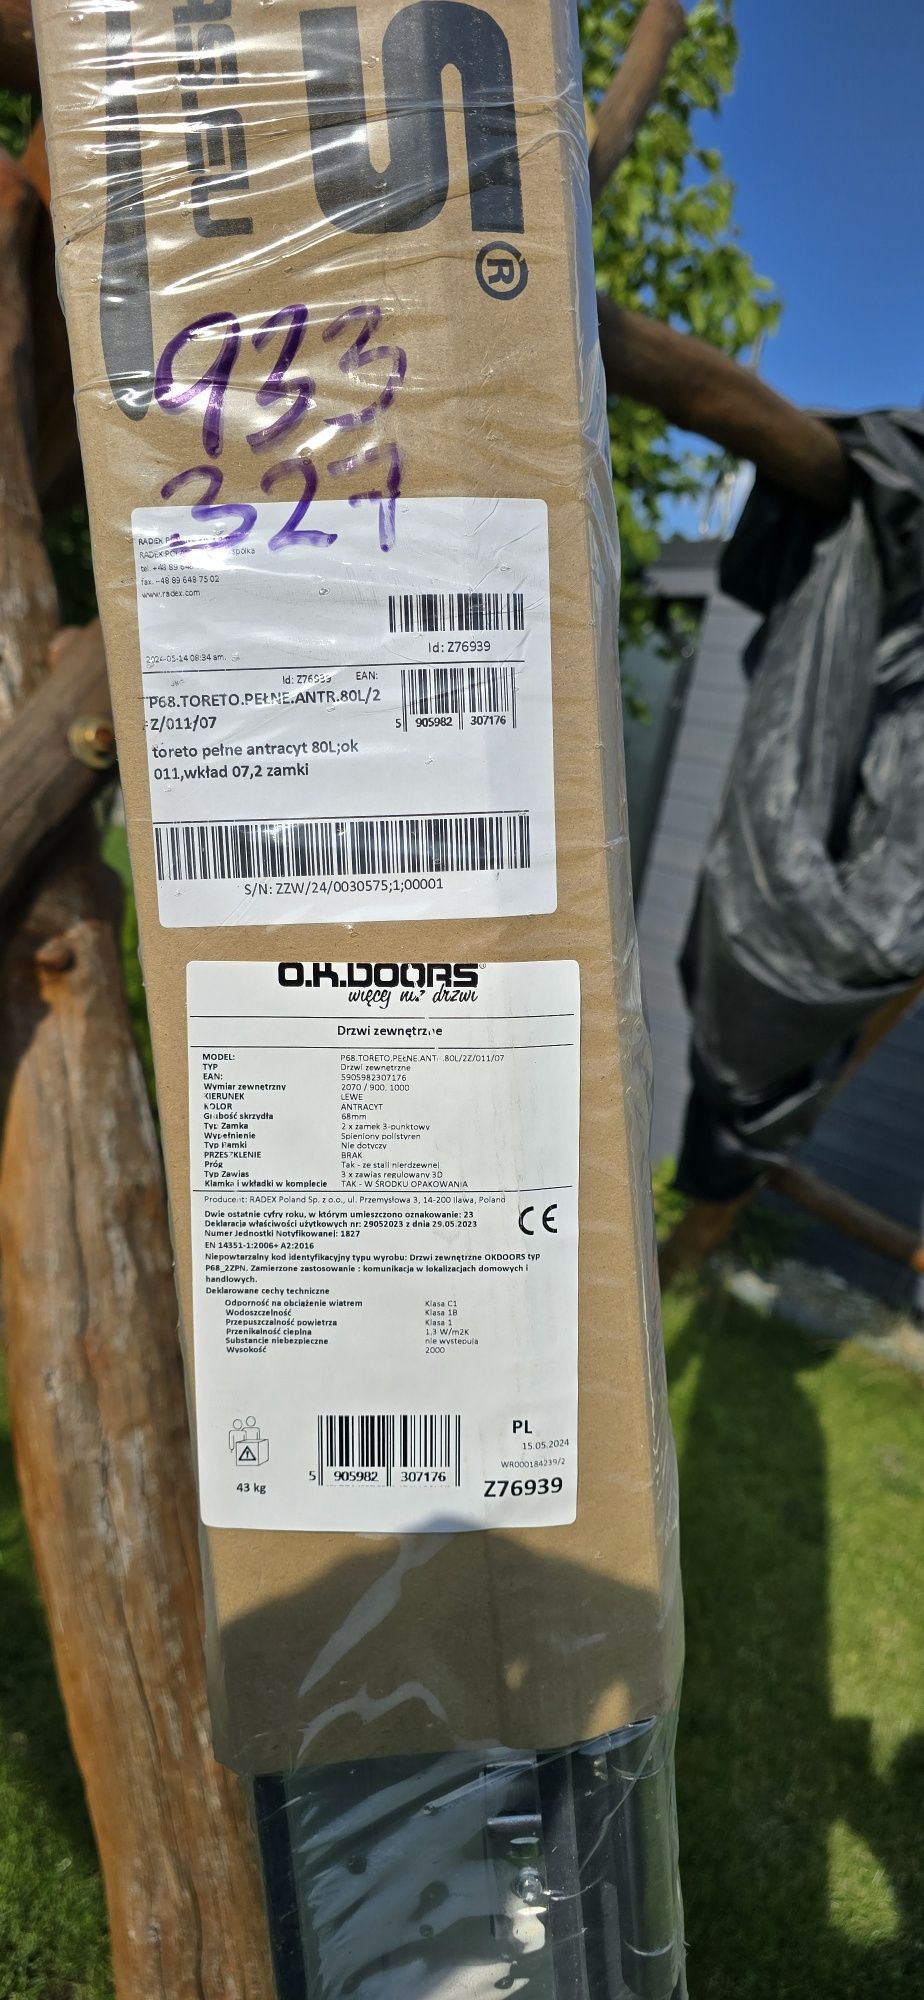 S.EU
S®
933
327
RADEX
tel. +48 89 648
fax. +48 89 648 75 02
www.radex.com
Id: Z76939
2024-05-14 08:34 am.
Id: Z76939 EAN:
P68.TORETO.PEŁNE.ANTR.80L/2
Z/011/07
5 905982 307176
toreto pełne antracyt 80L;ok
011,wkład 07,2 zamki
S/N: ZZW/24/0030575;1;00001
O.K.DOORS®
więcej niż drzwi
Drzwi zewnętrzne
MODEL: P68.TORETO.PEŁNE.ANTR.80L/2Z/011/07
TYP Drzwi zewnętrzne
EAN: 5905982307176
Wymiar zewnętrzny 2070 / 900, 1000
KIERUNEK LEWE
KOLOR ANTRACYT
Grubość skrzydła 68mm
Typ Zamka 2 x zamek 3-punktowy
Wypełnienie Spieniony polistyren
Typ Ramki Nie dotyczy
PRZESZKLENIE BRAK
Próg Tak - ze stali nierdzewnej
Typ Zawias 3 x zawias regulowany 3D
Klamka i wkładki w komplecie TAK - W ŚRODKU OPAKOWANIA
Producent: RADEX Poland Sp. z o.o., ul. Przemysłowa 3, 14-200 Iława, Poland
Dwie ostatnie cyfry roku, w którym umieszczono oznakowanie: 23
Deklaracja właściwości użytkowych nr: 29052023 z dnia 29.05.2023
Numer Jednostki Notyfikowanej: 1827
CE
EN 14351-1:2006+ A2:2016
Niepowtarzalny kod identyfikacyjny typu wyrobu: Drzwi zewnętrzne OKDOORS typ
P68_2ZPN. Zamierzone zastosowanie : komunikacja w lokalizacjach domowych i
handlowych.
Deklarowane cechy techniczne
Odporność na obciążenie wiatrem Klasa C1
Wodoszczelność Klasa 1B
Przepuszczalność powietrza Klasa 1
Przenikalność cieplna 1,3 W/m2K
Substancje niebezpieczne nie występują
Wysokość 2000
43 kg
5 905982 307176
PL
15.05.2024
WR000184239/2
Z76939